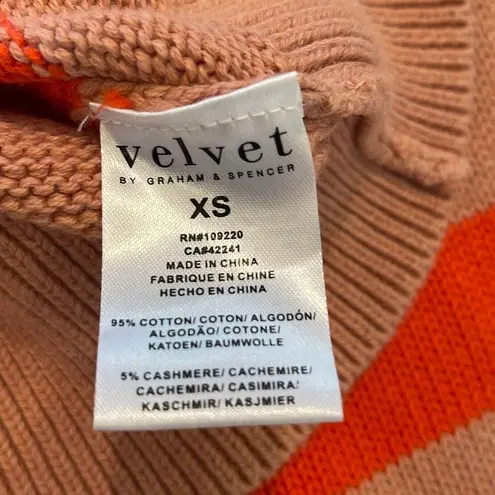 velvet
BY GRAHAM & SPENCER
XS
RN#109220
CA#42241
MADE IN CHINA
FABRIQUE EN CHINE
HECHO EN CHINA
95% COTTON/ COTON/ ALGODÓN/
ALGODÃO/ COTONE/
KATOEN/ BAUMWOLLE
5% CASHMERE/ CACHEMIRE/
CACHEMIRA/ CASIMIRA/
KASCHMIR/ KASJMIER